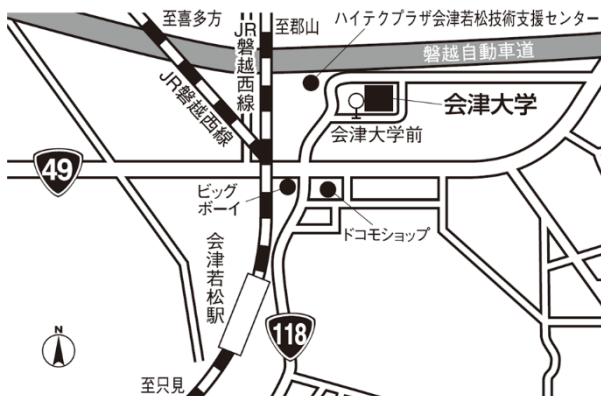 至喜多方
至郡山
ハイテクプラザ会津若松技術支援センター
JR磐越西線
JR磐越西線
磐越自動車道
会津大学
会津大学前
49
ビッグ
ボーイ
ドコモショップ
会津若松駅
118
N
至只見